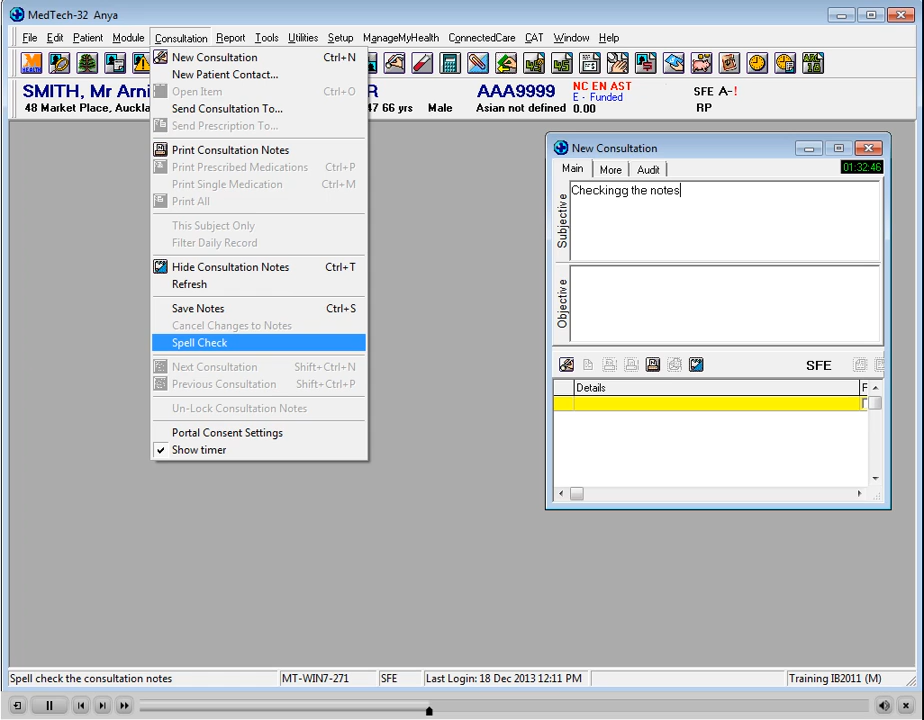 MedTech-32 Anya
File Edit Patient Module Consultation Report Tools Utilities Setup ManageMyHealth ConnectedCare CAT Window Help
SMITH, Mr Arni
R
AAA9999
NC EN AST
E - Funded
SFE A-!
48 Market Place, Auckla
47 66 yrs Male Asian not defined 0.00
RP
New Consultation Ctrl+N
New Patient Contact...
Open Item Ctrl+O
Send Consultation To...
Send Prescription To...
Print Consultation Notes
Print Prescribed Medications Ctrl+P
Print Single Medication Ctrl+M
Print All
This Subject Only
Filter Daily Record
Hide Consultation Notes Ctrl+T
Refresh
Save Notes Ctrl+S
Cancel Changes to Notes
Spell Check
Next Consultation Shift+Ctrl+N
Previous Consultation Shift+Ctrl+P
Un-Lock Consultation Notes
Portal Consent Settings
Show timer
New Consultation
Main More Audit 01:32:46
Subjective
Checkingg the notes
Objective
SFE
Details F
Spell check the consultation notes MT-WIN7-271 SFE Last Login: 18 Dec 2013 12:11 PM Training IB2011 (M)